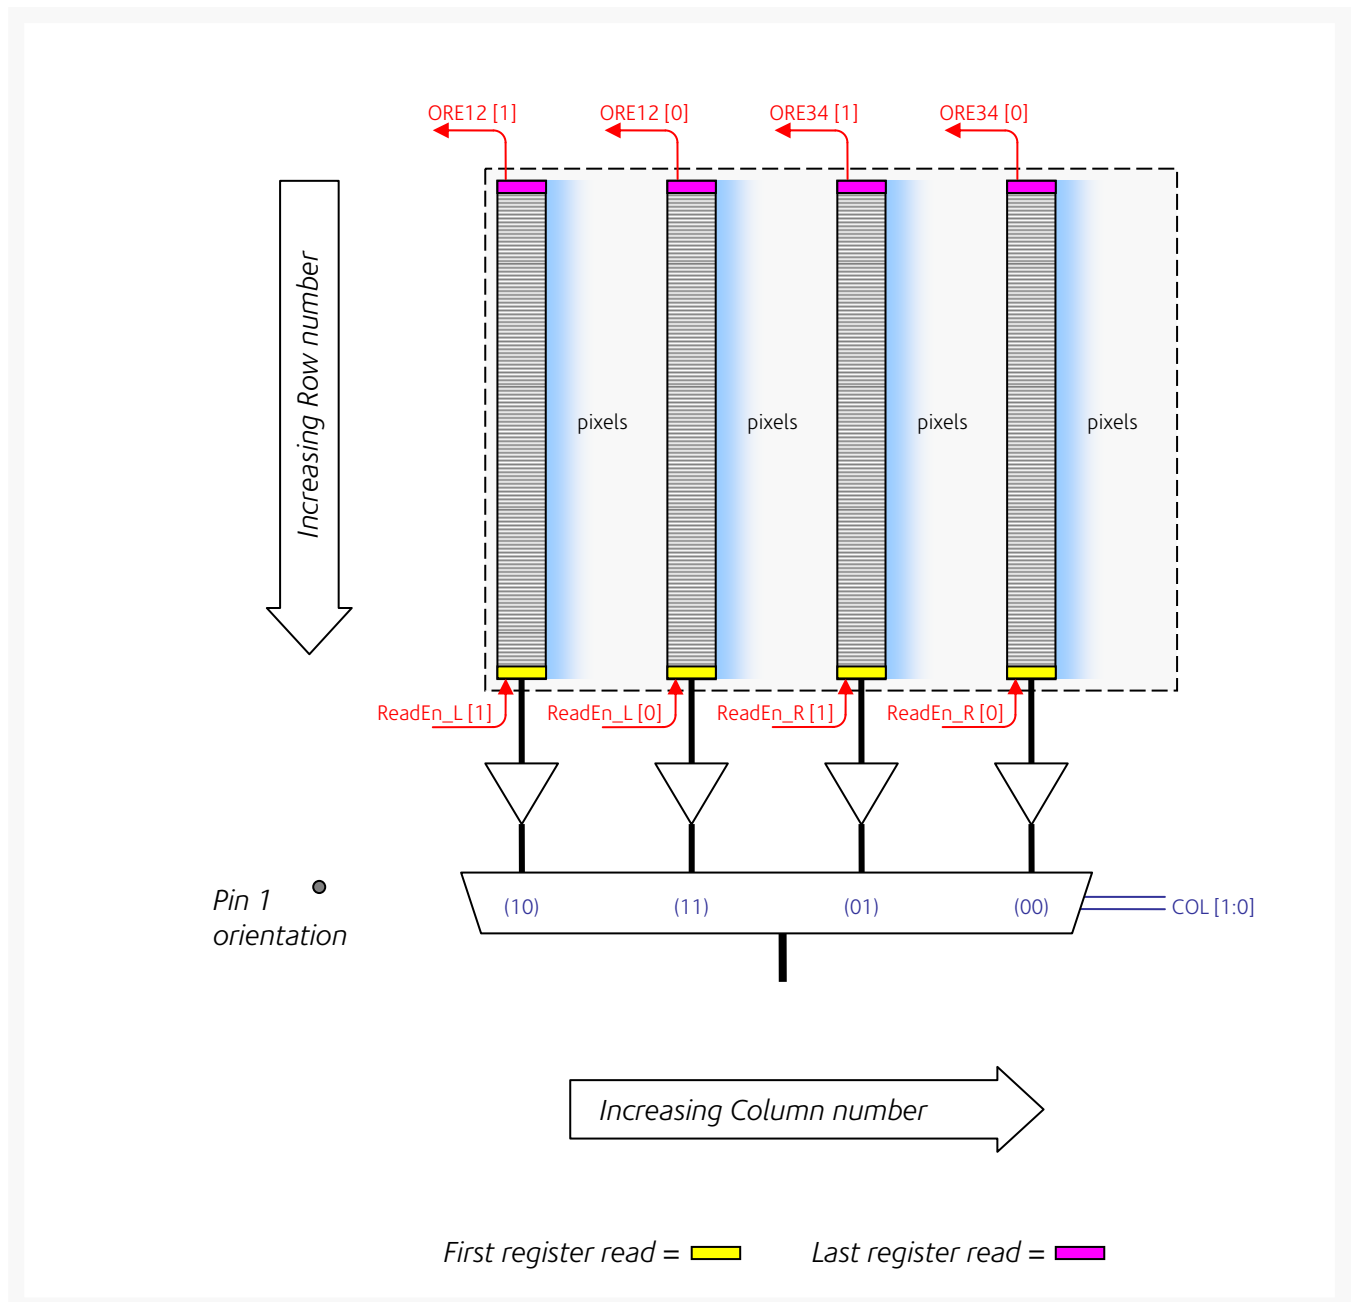 ORE12 [1]
ORE12 [0]
ORE34 [1]
ORE34 [0]
Increasing Row number
pixels
pixels
pixels
pixels
ReadEn_L [1]
ReadEn_L [0]
ReadEn_R [1]
ReadEn_R [0]
Pin 1
orientation
(10)
(11)
(01)
(00)
COL [1:0]
Increasing Column number
First register read =
Last register read =